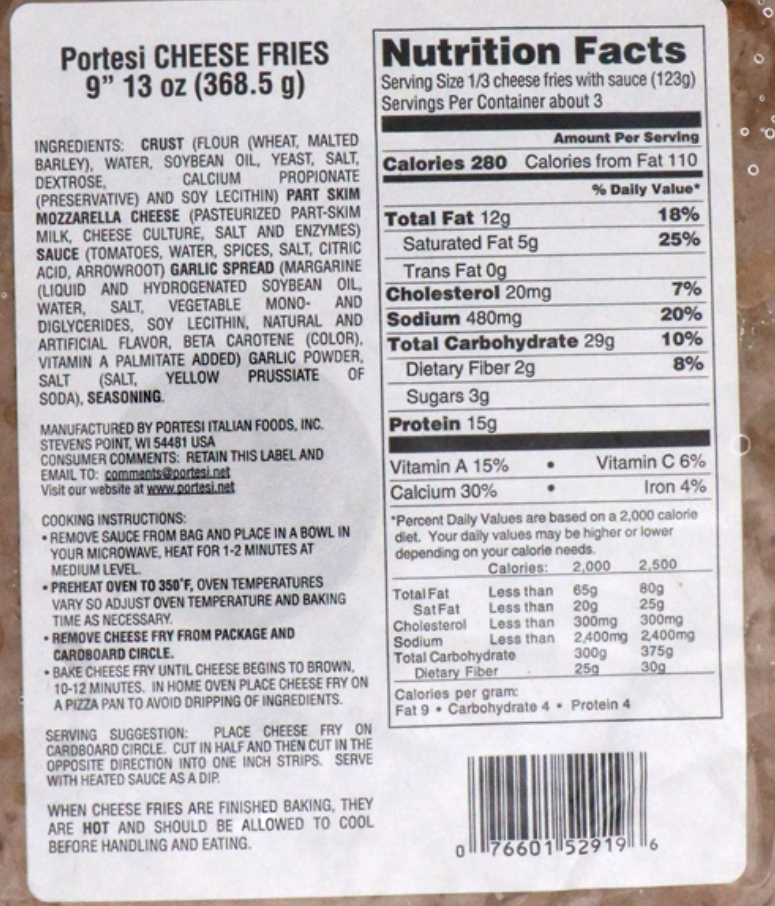 Portesi CHEESE FRIES
9” 13 oz (368.5 g)
INGREDIENTS: CRUST (FLOUR (WHEAT, MALTED
BARLEY), WATER, SOYBEAN OIL, YEAST, SALT,
DEXTROSE, CALCIUM PROPIONATE
(PRESERVATIVE) AND SOY LECITHIN) PART SKIM
MOZZARELLA CHEESE (PASTEURIZED PART-SKIM
MILK, CHEESE CULTURE, SALT AND ENZYMES)
SAUCE (TOMATOES, WATER, SPICES, SALT, CITRIC
ACID, ARROWROOT) GARLIC SPREAD (MARGARINE
(LIQUID AND HYDROGENATED SOYBEAN OIL,
WATER, SALT, VEGETABLE MONO- AND
DIGLYCERIDES, SOY LECITHIN, NATURAL AND
ARTIFICIAL FLAVOR, BETA CAROTENE (COLOR),
VITAMIN A PALMITATE ADDED) GARLIC POWDER,
SALT (SALT, YELLOW PRUSSIATE OF
SODA), SEASONING.
MANUFACTURED BY PORTESI ITALIAN FOODS, INC.
STEVENS POINT, WI 54481 USA
CONSUMER COMMENTS: RETAIN THIS LABEL AND
EMAIL TO: comments@portesi.net
Visit our website at www.portesi.net
COOKING INSTRUCTIONS:
• REMOVE SAUCE FROM BAG AND PLACE IN A BOWL IN
YOUR MICROWAVE, HEAT FOR 1-2 MINUTES AT
MEDIUM LEVEL.
• PREHEAT OVEN TO 350°F, OVEN TEMPERATURES
VARY SO ADJUST OVEN TEMPERATURE AND BAKING
TIME AS NECESSARY.
• REMOVE CHEESE FRY FROM PACKAGE AND
CARDBOARD CIRCLE.
• BAKE CHEESE FRY UNTIL CHEESE BEGINS TO BROWN,
10-12 MINUTES. IN HOME OVEN PLACE CHEESE FRY ON
A PIZZA PAN TO AVOID DRIPPING OF INGREDIENTS.
SERVING SUGGESTION: PLACE CHEESE FRY ON
CARDBOARD CIRCLE. CUT IN HALF AND THEN CUT IN THE
OPPOSITE DIRECTION INTO ONE INCH STRIPS. SERVE
WITH HEATED SAUCE AS A DIP.
WHEN CHEESE FRIES ARE FINISHED BAKING, THEY
ARE HOT AND SHOULD BE ALLOWED TO COOL
BEFORE HANDLING AND EATING.
Nutrition Facts
Serving Size 1/3 cheese fries with sauce (123g)
Servings Per Container about 3
Amount Per Serving
Calories 280 Calories from Fat 110
% Daily Value*
Total Fat 12g 18%
Saturated Fat 5g 25%
Trans Fat 0g
Cholesterol 20mg 7%
Sodium 480mg 20%
Total Carbohydrate 29g 10%
Dietary Fiber 2g 8%
Sugars 3g
Protein 15g
Vitamin A 15% • Vitamin C 6%
Calcium 30% • Iron 4%
*Percent Daily Values are based on a 2,000 calorie
diet. Your daily values may be higher or lower
depending on your calorie needs.
Calories: 2,000 2,500
Total Fat Less than 65g 80g
Sat Fat Less than 20g 25g
Cholesterol Less than 300mg 300mg
Sodium Less than 2,400mg 2,400mg
Total Carbohydrate 300g 375g
Dietary Fiber 25g 30g
Calories per gram:
Fat 9 • Carbohydrate 4 • Protein 4
0 76601 52919 6